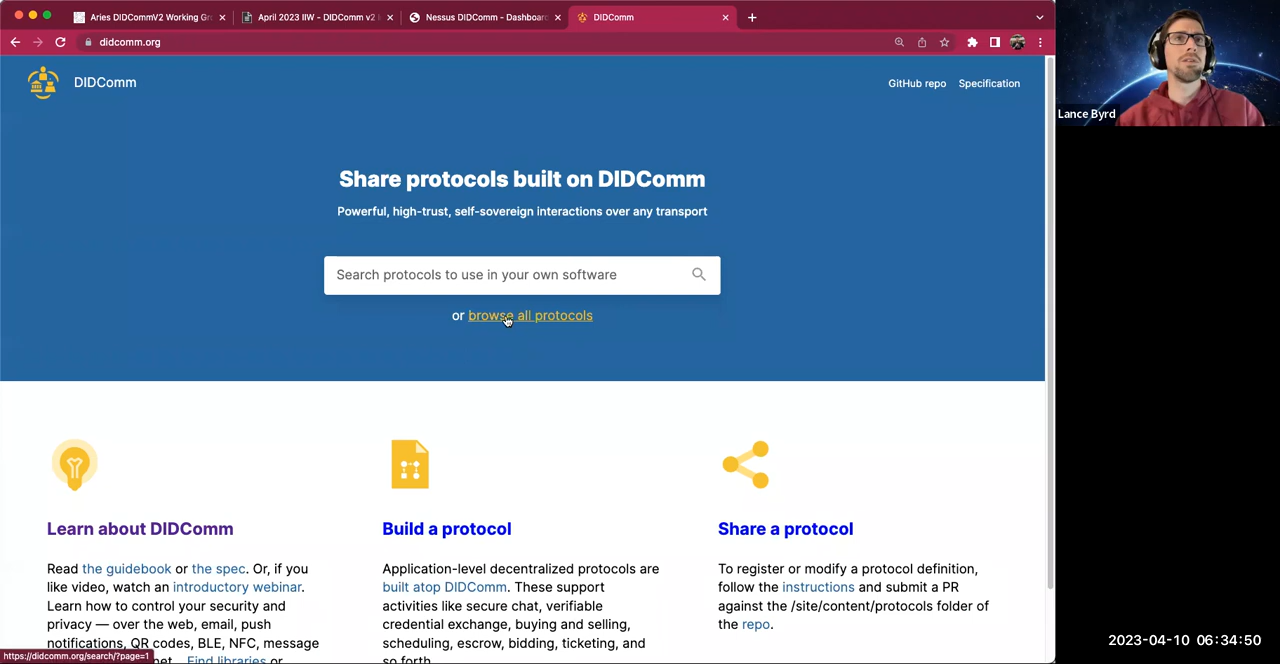 Aries DIDCommV2 Working Gr
April 2023 IIW - DIDComm v2 I
Nessus DIDComm - Dashboard
DIDComm
didcomm.org
DIDComm
GitHub repo
Specification
Lance Byrd
Share protocols built on DIDComm
Powerful, high-trust, self-sovereign interactions over any transport
Search protocols to use in your own software
or browse all protocols
Learn about DIDComm
Read the guidebook or the spec. Or, if you
like video, watch an introductory webinar.
Learn how to control your security and
privacy — over the web, email, push
notifications, QR codes, BLE, NFC, message
Find libraries or
Build a protocol
Application-level decentralized protocols are
built atop DIDComm. These support
activities like secure chat, verifiable
credential exchange, buying and selling,
scheduling, escrow, bidding, ticketing, and
so forth.
Share a protocol
To register or modify a protocol definition,
follow the instructions and submit a PR
against the /site/content/protocols folder of
the repo.
https://didcomm.org/search/?page=1
2023-04-10 06:34:50